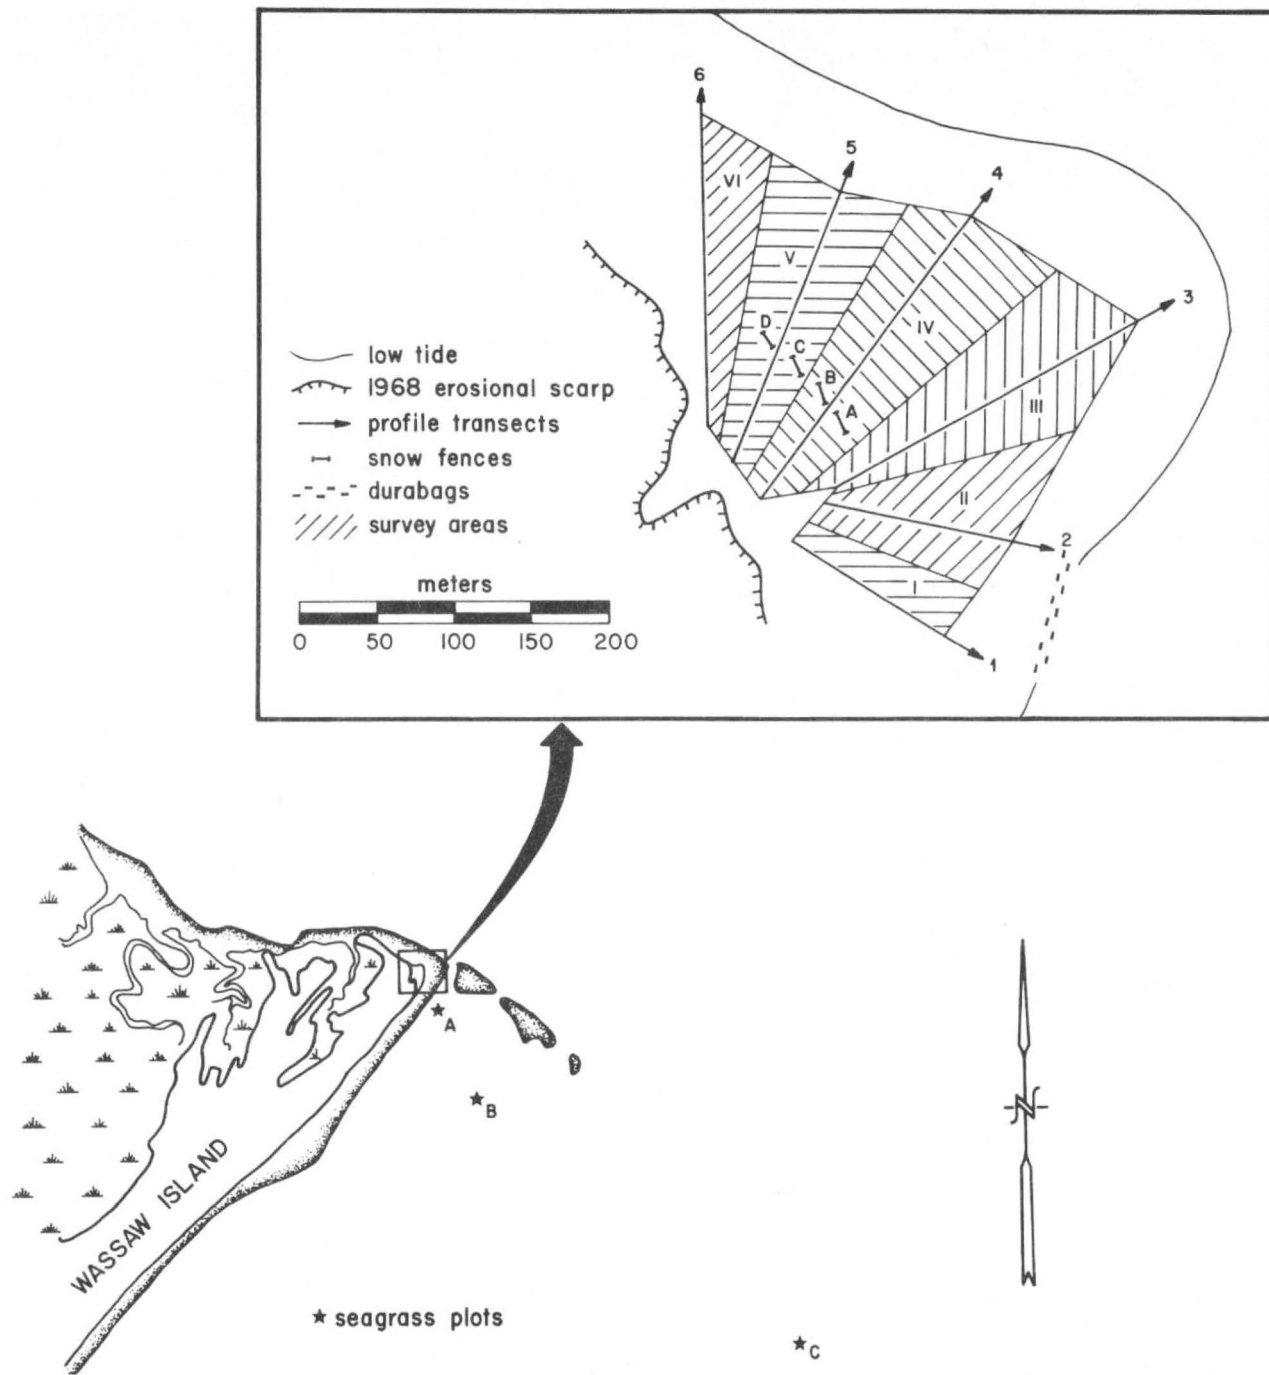 6
5
4
VI
V
3
D
IV
low tide
C
1968 erosional scarp
B
III
A
profile transects
snow fences
durabags
II
survey areas
2
meters
I
0 50 100 150 200
1
A
B
N
WASSAW ISLAND
seagrass plots
C